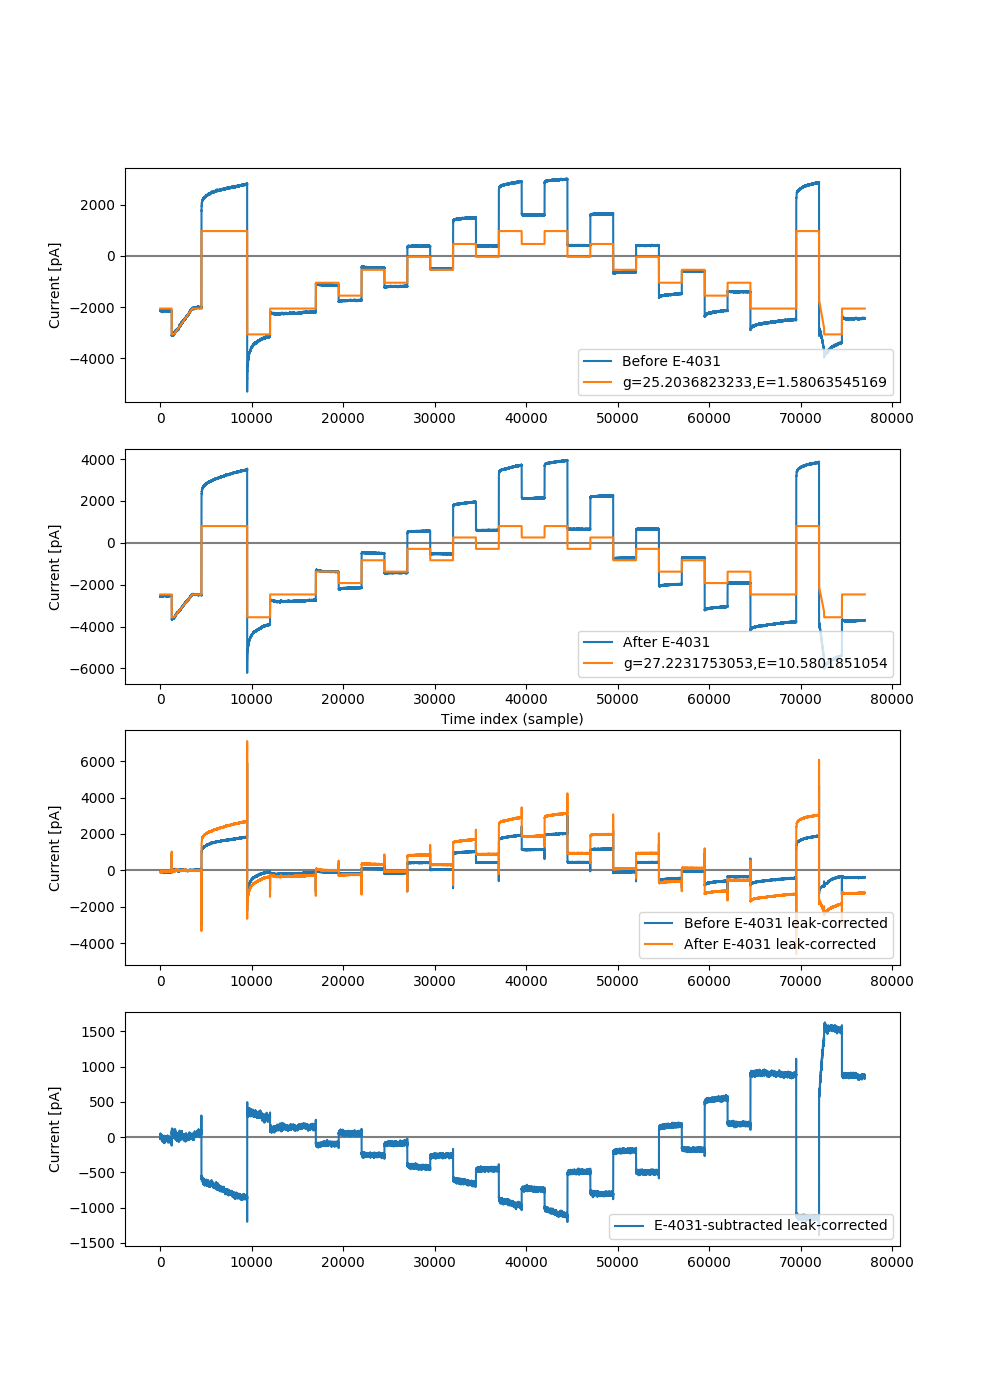 Current [pA]
2000
0
−2000
−4000
Before E-4031
g=25.2036823233,E=1.58063545169
0 10000 20000 30000 40000 50000 60000 70000 80000
Current [pA]
4000
2000
0
−2000
−4000
−6000
After E-4031
g=27.2231753053,E=10.5801851054
0 10000 20000 30000 40000 50000 60000 70000 80000
Time index (sample)
Current [pA]
6000
4000
2000
0
−2000
−4000
Before E-4031 leak-corrected
After E-4031 leak-corrected
0 10000 20000 30000 40000 50000 60000 70000 80000
Current [pA]
1500
1000
500
0
−500
−1000
−1500
E-4031-subtracted leak-corrected
0 10000 20000 30000 40000 50000 60000 70000 80000